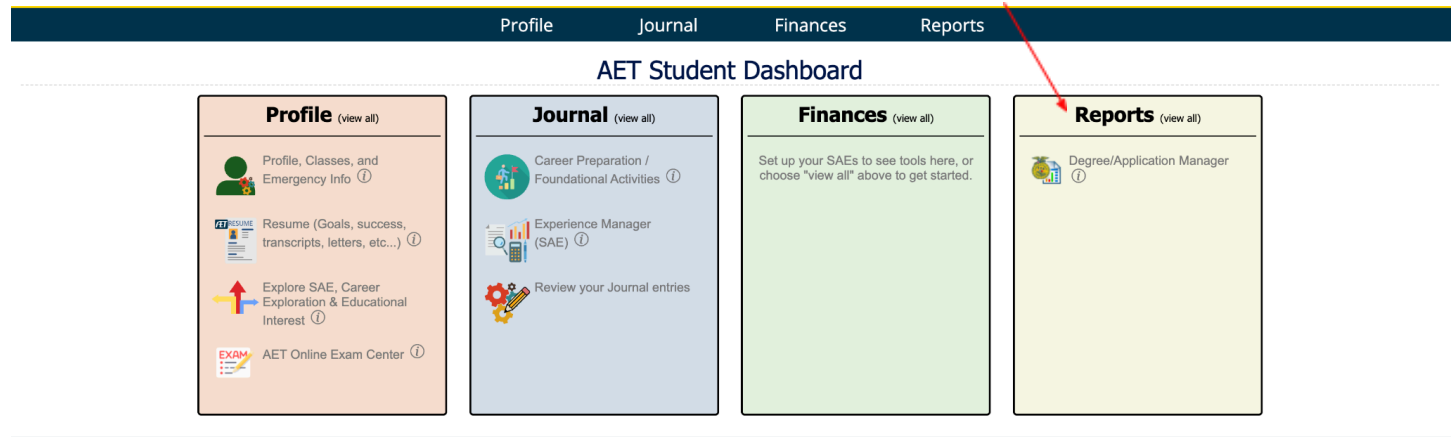 Profile Journal Finances Reports
AET Student Dashboard
Profile (view all)
Profile, Classes, and
Emergency Info
AET RESUME
Resume (Goals, success,
transcripts, letters, etc...)
Explore SAE, Career
Exploration & Educational
Interest
EXAM
AET Online Exam Center
Journal (view all)
Career Preparation /
Foundational Activities
Experience Manager
(SAE)
Review your Journal entries
Finances (view all)
Set up your SAEs to see tools here, or
choose "view all" above to get started.
Reports (view all)
Degree/Application Manager